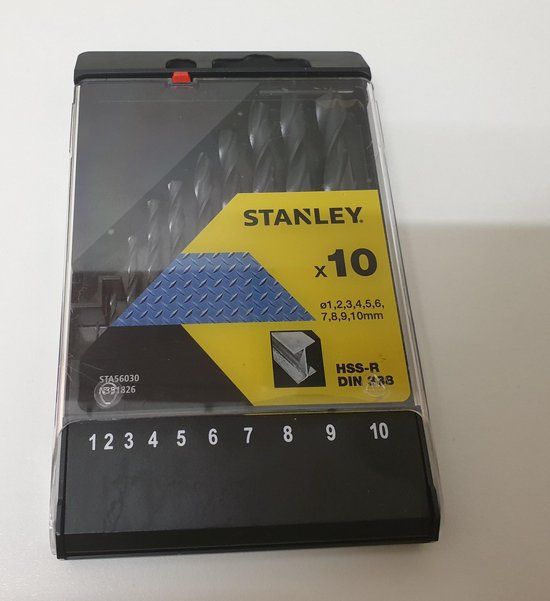 STANLEY
x10
ø1,2,3,4,5,6,
7,8,9,10mm
HSS-R
DIN 338
STA56030
N381826
1 2 3 4 5 6 7 8 9 10